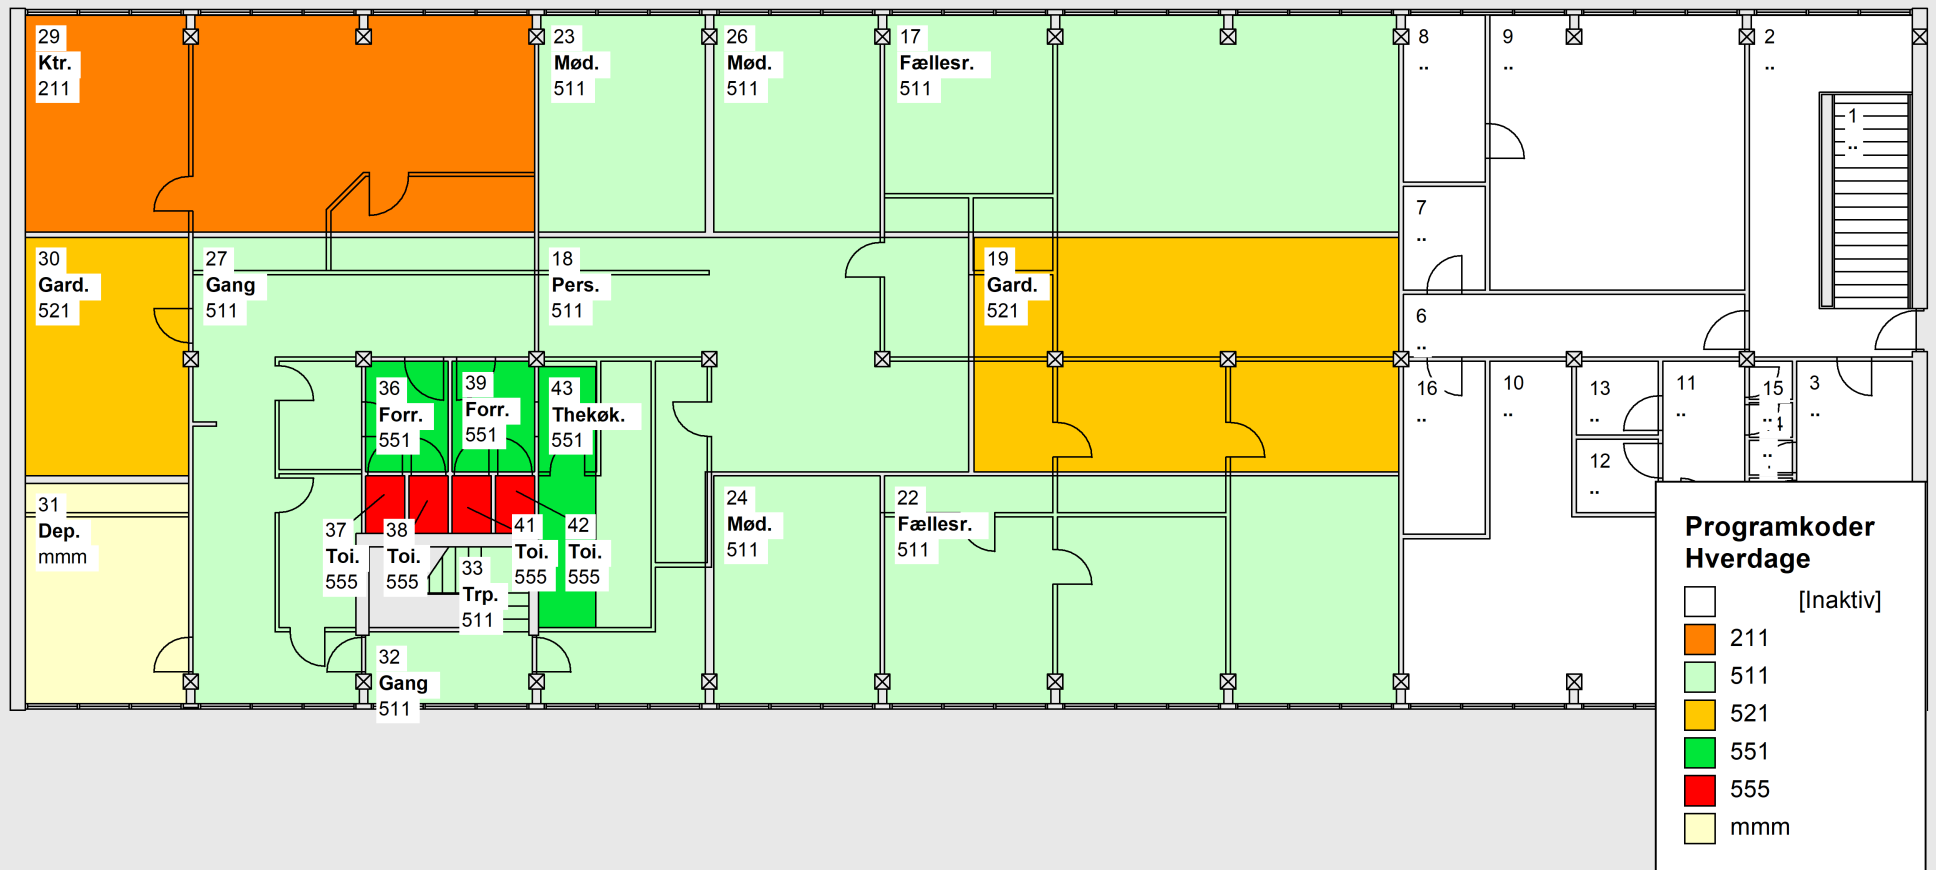 29
Ktr.
211
23
Mød.
511
26
Mød.
511
17
Fællesr.
511
8
..
9
..
2
..
1
..
7
..
30
Gard.
521
27
Gang
511
18
Pers.
511
19
Gard.
521
6
..
36
Forr.
551
39
Forr.
551
43
Thekøk.
551
16
..
10
..
13
..
11
..
15
..
3
..
12
..
31
Dep.
mmm
37
Toi.
555
38
Toi.
555
41
Toi.
555
42
Toi.
555
33
Trp.
511
24
Mød.
511
22
Fællesr.
511
32
Gang
511
Programkoder
Hverdage
[Inaktiv]
211
511
521
551
555
mmm